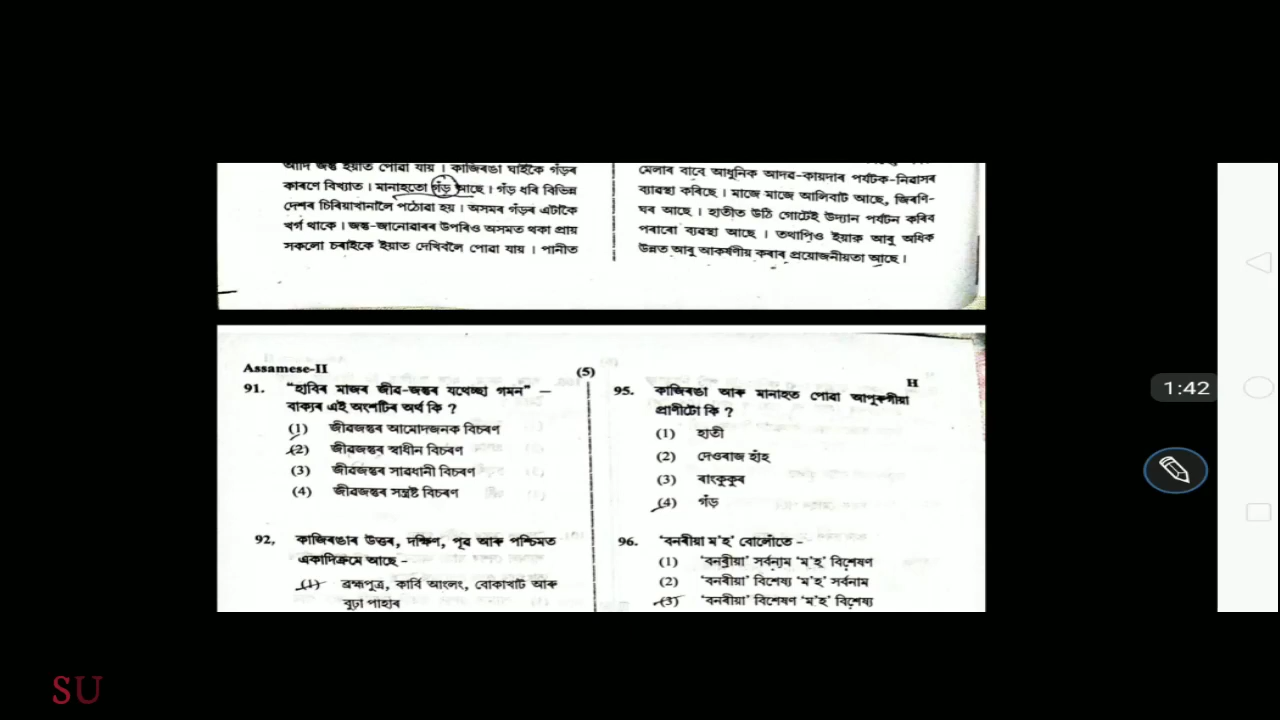 আদি জন্তু ইয়াত পোৱা যায় । কাজিৰঙা ঘাইকৈ গঁড়ৰ
কাৰণে বিখ্যাত । মানাহতো গঁড় আছে । গঁড় ধৰি বিভিন্ন
দেশৰ চিৰিয়াখানালৈ পঠোৱা হয় । অসমৰ গঁড়ৰ এটাকৈ
খৰ্গ থাকে । জন্তু-জানোৱাৰৰ উপৰিও অসমত থকা প্ৰায়
সকলো চৰাইকে ইয়াত দেখিবলৈ পোৱা যায় । পানীত
মেলাৰ বাবে আধুনিক আদৱ-কায়দাৰ পৰ্যটক-নিৱাসৰ
ব্যৱস্থা কৰিছে । মাজে মাজে আলিবাট আছে, জিৰণি-
ঘৰ আছে । হাতীত উঠি গোটেই উদ্যান পৰ্যটন কৰিব
পৰাৰো ব্যৱস্থা আছে । তথাপিও ইয়াক আৰু অধিক
উন্নত আৰু আকৰ্ষণীয় কৰাৰ প্ৰয়োজনীয়তা আছে ।
Assamese-II
(5)
H
91. "হাবিৰ মাজৰ জীৱ-জন্তুৰ যথেচ্ছা গমন" –
বাক্যৰ এই অংশটিৰ অৰ্থ কি ?
(1) জীৱজন্তুৰ আমোদজনক বিচৰণ
(2) জীৱজন্তুৰ স্বাধীন বিচৰণ
(3) জীৱজন্তুৰ সাৱধানী বিচৰণ
(4) জীৱজন্তুৰ সন্ত্ৰষ্ট বিচৰণ
92. কাজিৰঙাৰ উত্তৰ, দক্ষিণ, পূৱ আৰু পশ্চিমত
একাদিক্ৰমে আছে -
(1) ব্ৰহ্মপুত্ৰ, কাৰ্বি আংলং, বোকাখাট আৰু
বুঢ়া পাহাৰ
95. কাজিৰঙা আৰু মানাহত পোৱা আপুৰুগীয়া
প্ৰাণীটো কি ?
(1) হাতী
(2) দেওৰাজ হাঁহ
(3) ৰাংকুকুৰ
(4) গঁড়
96. 'বনৰীয়া ম'হ' বোলোঁতে -
(1) 'বনৰীয়া' সৰ্বনাম 'ম'হ' বিশেষণ
(2) 'বনৰীয়া' বিশেষ্য 'ম'হ' সৰ্বনাম
(3) 'বনৰীয়া' বিশেষণ 'ম'হ' বিশেষ্য
1:42
SU